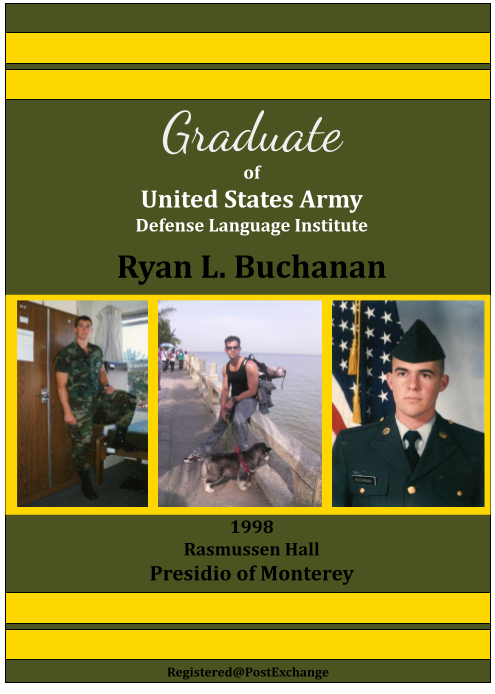 Graduate
of
United States Army
Defense Language Institute
Ryan L. Buchanan
1998
Rasmussen Hall
Presidio of Monterey
Registered@PostExchange